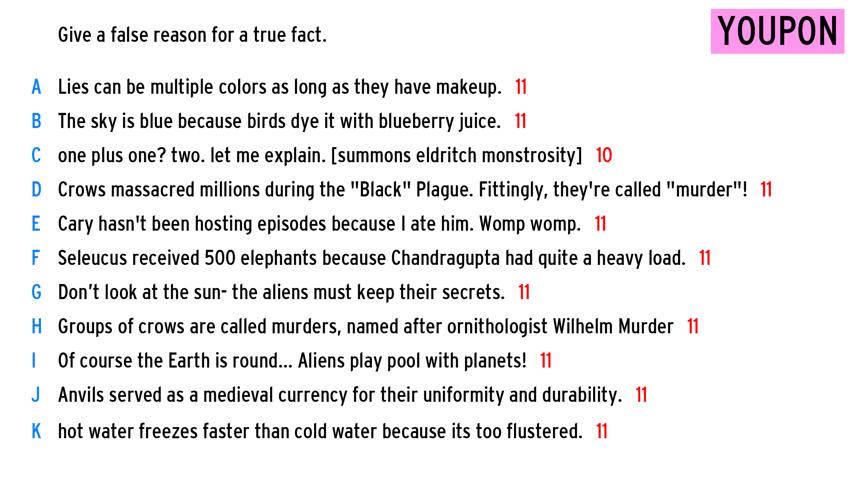 Give a false reason for a true fact.
YOUPON
A Lies can be multiple colors as long as they have makeup. 11
B The sky is blue because birds dye it with blueberry juice. 11
C one plus one? two. let me explain. [summons eldritch monstrosity] 10
D Crows massacred millions during the "Black" Plague. Fittingly, they're called "murder"! 11
E Cary hasn't been hosting episodes because I ate him. Womp womp. 11
F Seleucus received 500 elephants because Chandragupta had quite a heavy load. 11
G Don’t look at the sun- the aliens must keep their secrets. 11
H Groups of crows are called murders, named after ornithologist Wilhelm Murder 11
I Of course the Earth is round... Aliens play pool with planets! 11
J Anvils served as a medieval currency for their uniformity and durability. 11
K hot water freezes faster than cold water because its too flustered. 11